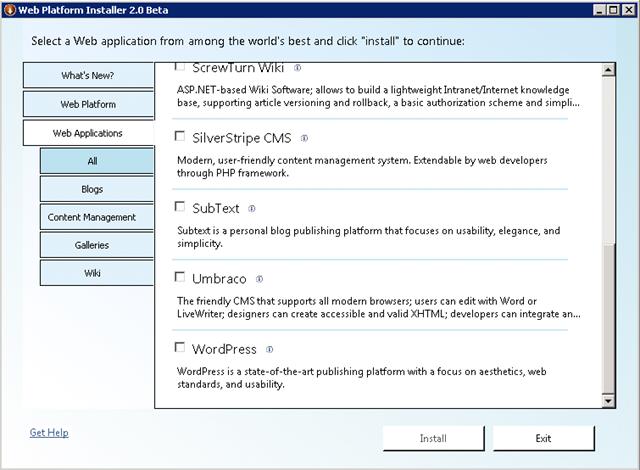 Web Platform Installer 2.0 Beta
Select a Web application from among the world's best and click "install" to continue:
What's New?
Web Platform
Web Applications
All
Blogs
Content Management
Galleries
Wiki
ScrewTurn Wiki
ASP.NET-based Wiki Software; allows to build a lightweight Intranet/Internet knowledge
base, supporting article versioning and rollback, a basic authorization scheme and simpli...
SilverStripe CMS
Modern, user-friendly content management system. Extendable by web developers
through PHP framework.
SubText
Subtext is a personal blog publishing platform that focuses on usability, elegance, and
simplicity.
Umbraco
The friendly CMS that supports all modern browsers; users can edit with Word or
LiveWriter; designers can create accessible and valid XHTML; developers can integrate an...
WordPress
WordPress is a state-of-the-art publishing platform with a focus on aesthetics, web
standards, and usability.
Get Help
Install
Exit